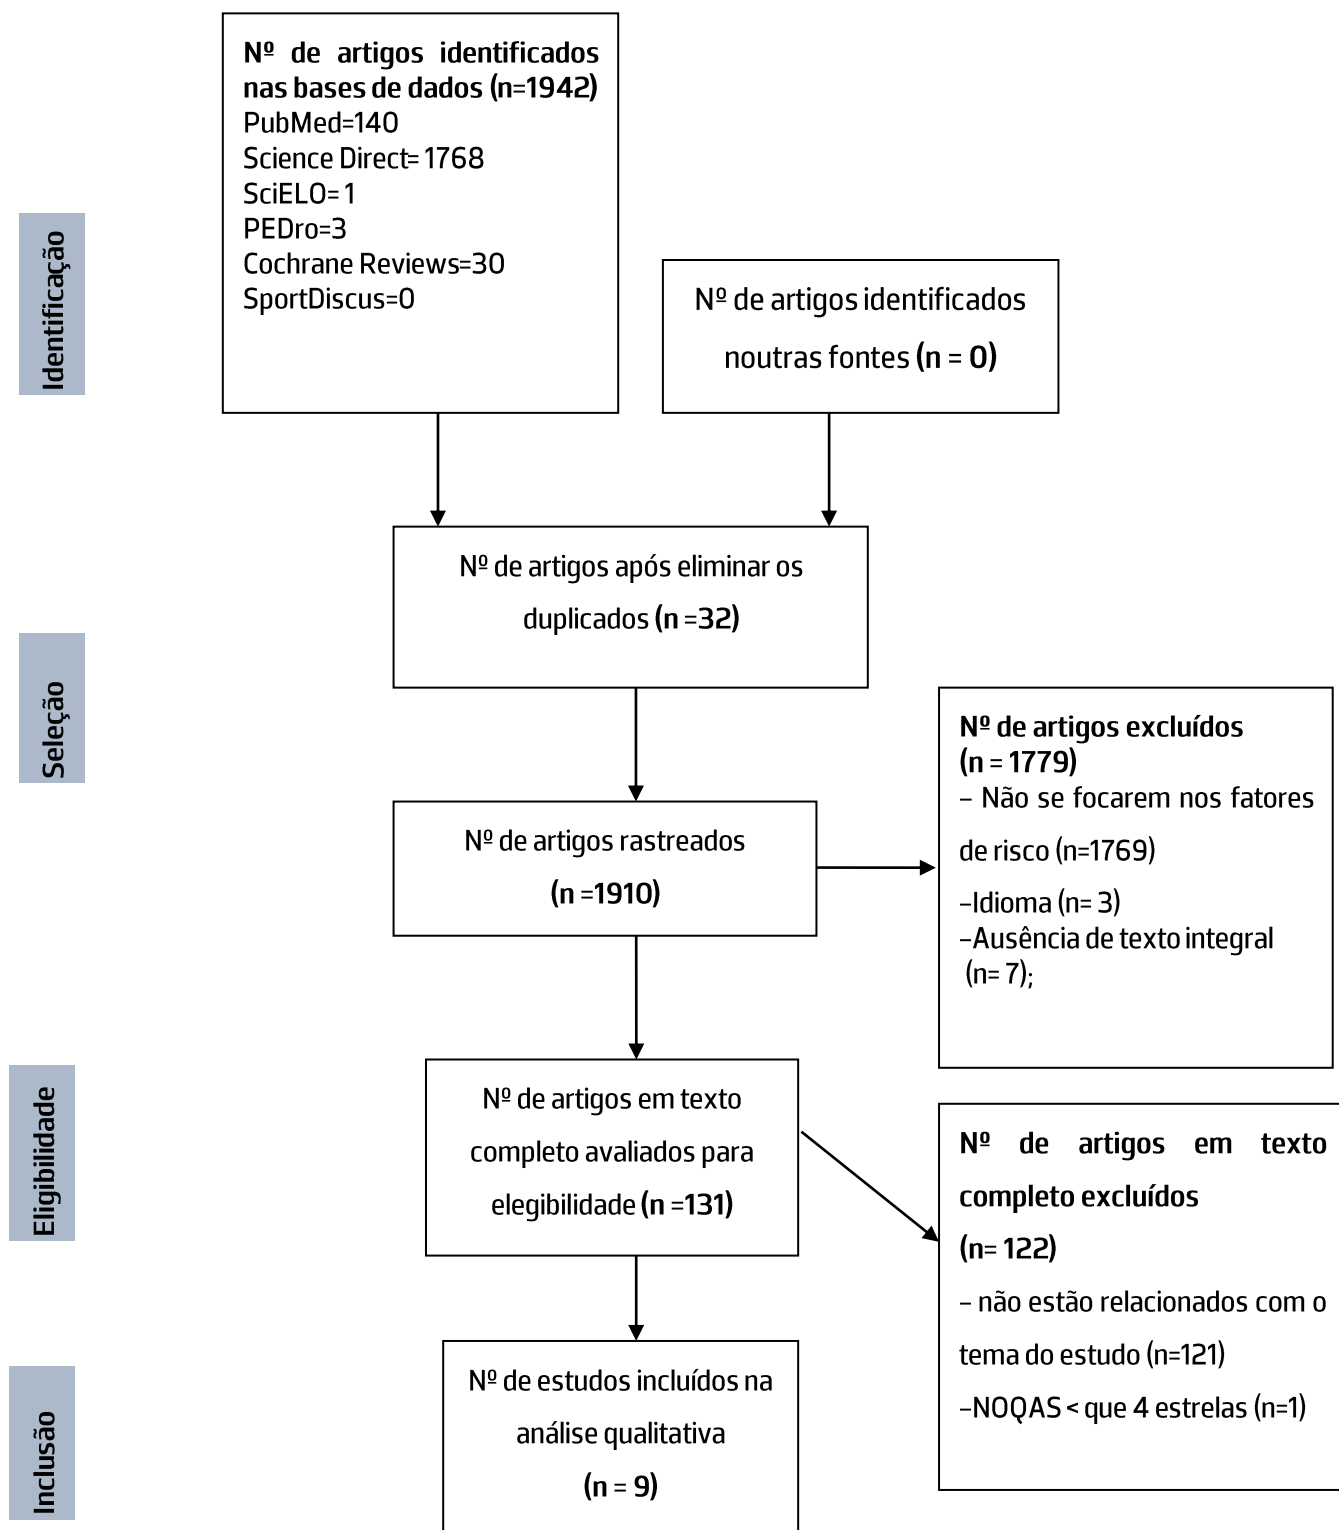 Nº de artigos identificados
nas bases de dados (n=1942)
PubMed=140
Science Direct= 1768
SciELO= 1
PEDro=3
Cochrane Reviews=30
SportDiscus=0
Identificação
Nº de artigos identificados
noutras fontes (n = 0)
Nº de artigos após eliminar os
duplicados (n =32)
Seleção
Nº de artigos rastreados
(n =1910)
Nº de artigos excluídos
(n = 1779)
– Não se focarem nos fatores
de risco (n=1769)
–Idioma (n= 3)
–Ausência de texto integral
(n= 7);
Eligibilidade
Nº de artigos em texto
completo avaliados para
elegibilidade (n =131)
Nº de artigos em texto
completo excluídos
(n= 122)
– não estão relacionados com o
tema do estudo (n=121)
–NOQAS < que 4 estrelas (n=1)
Inclusão
Nº de estudos incluídos na
análise qualitativa
(n = 9)